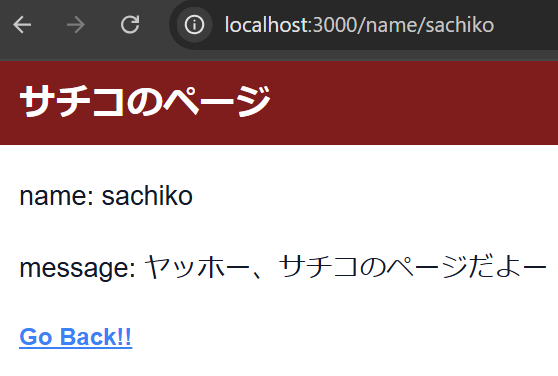 localhost:3000/name/sachiko
サチコのページ
name: sachiko
message: ヤッホー、サチコのページだよー
Go Back!!